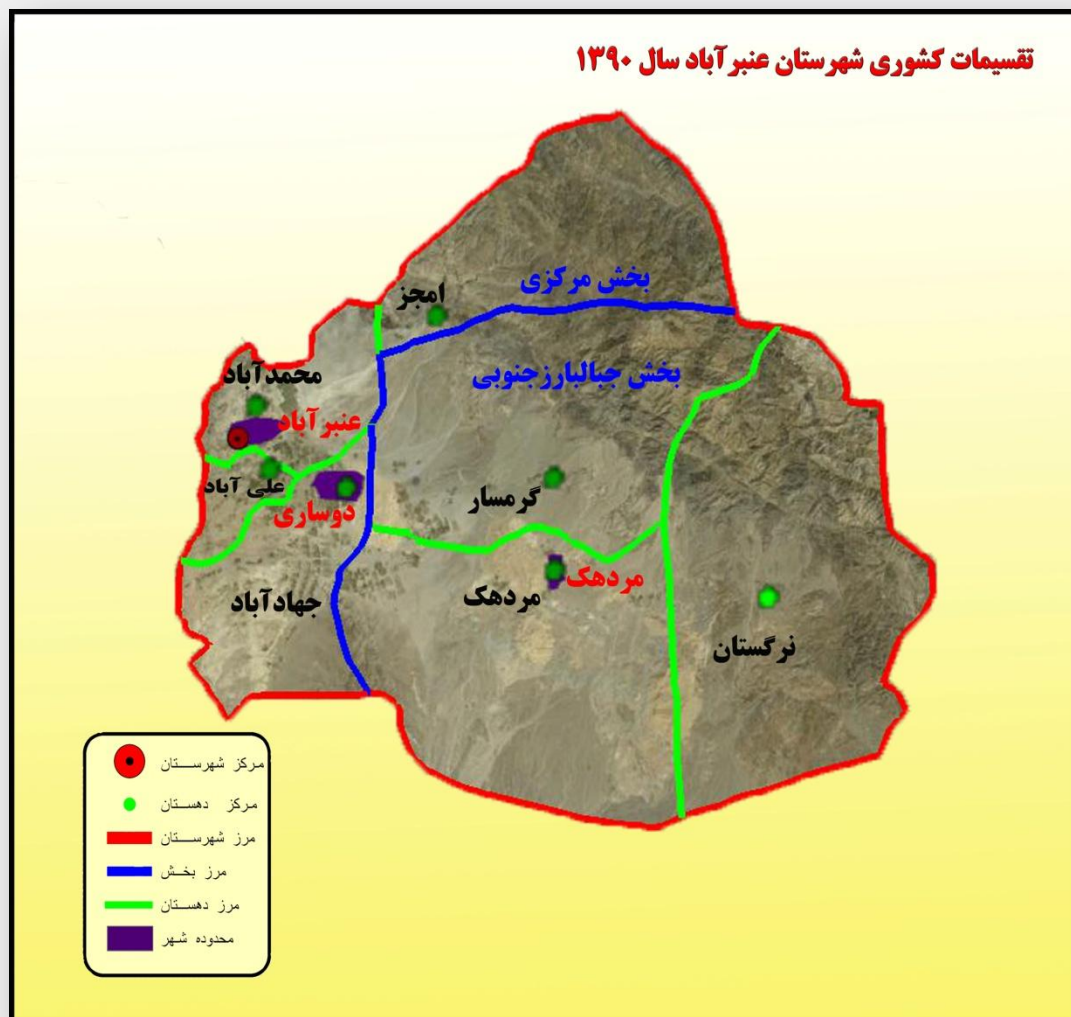 تقسیمات کشوری شهرستان عنبرآباد سال ۱۳۹۰
بخش مرکزی
امجز
بخش جبالبارزجنوبی
محمدآباد
عنبرآباد
علی آباد
دوساری
گرمسار
مردهک
مردهک
جهادآباد
نرگستان
مرکز شهرستان
مرکز دهستان
مرز شهرستان
مرز بخش
مرز دهستان
محدوده شهر